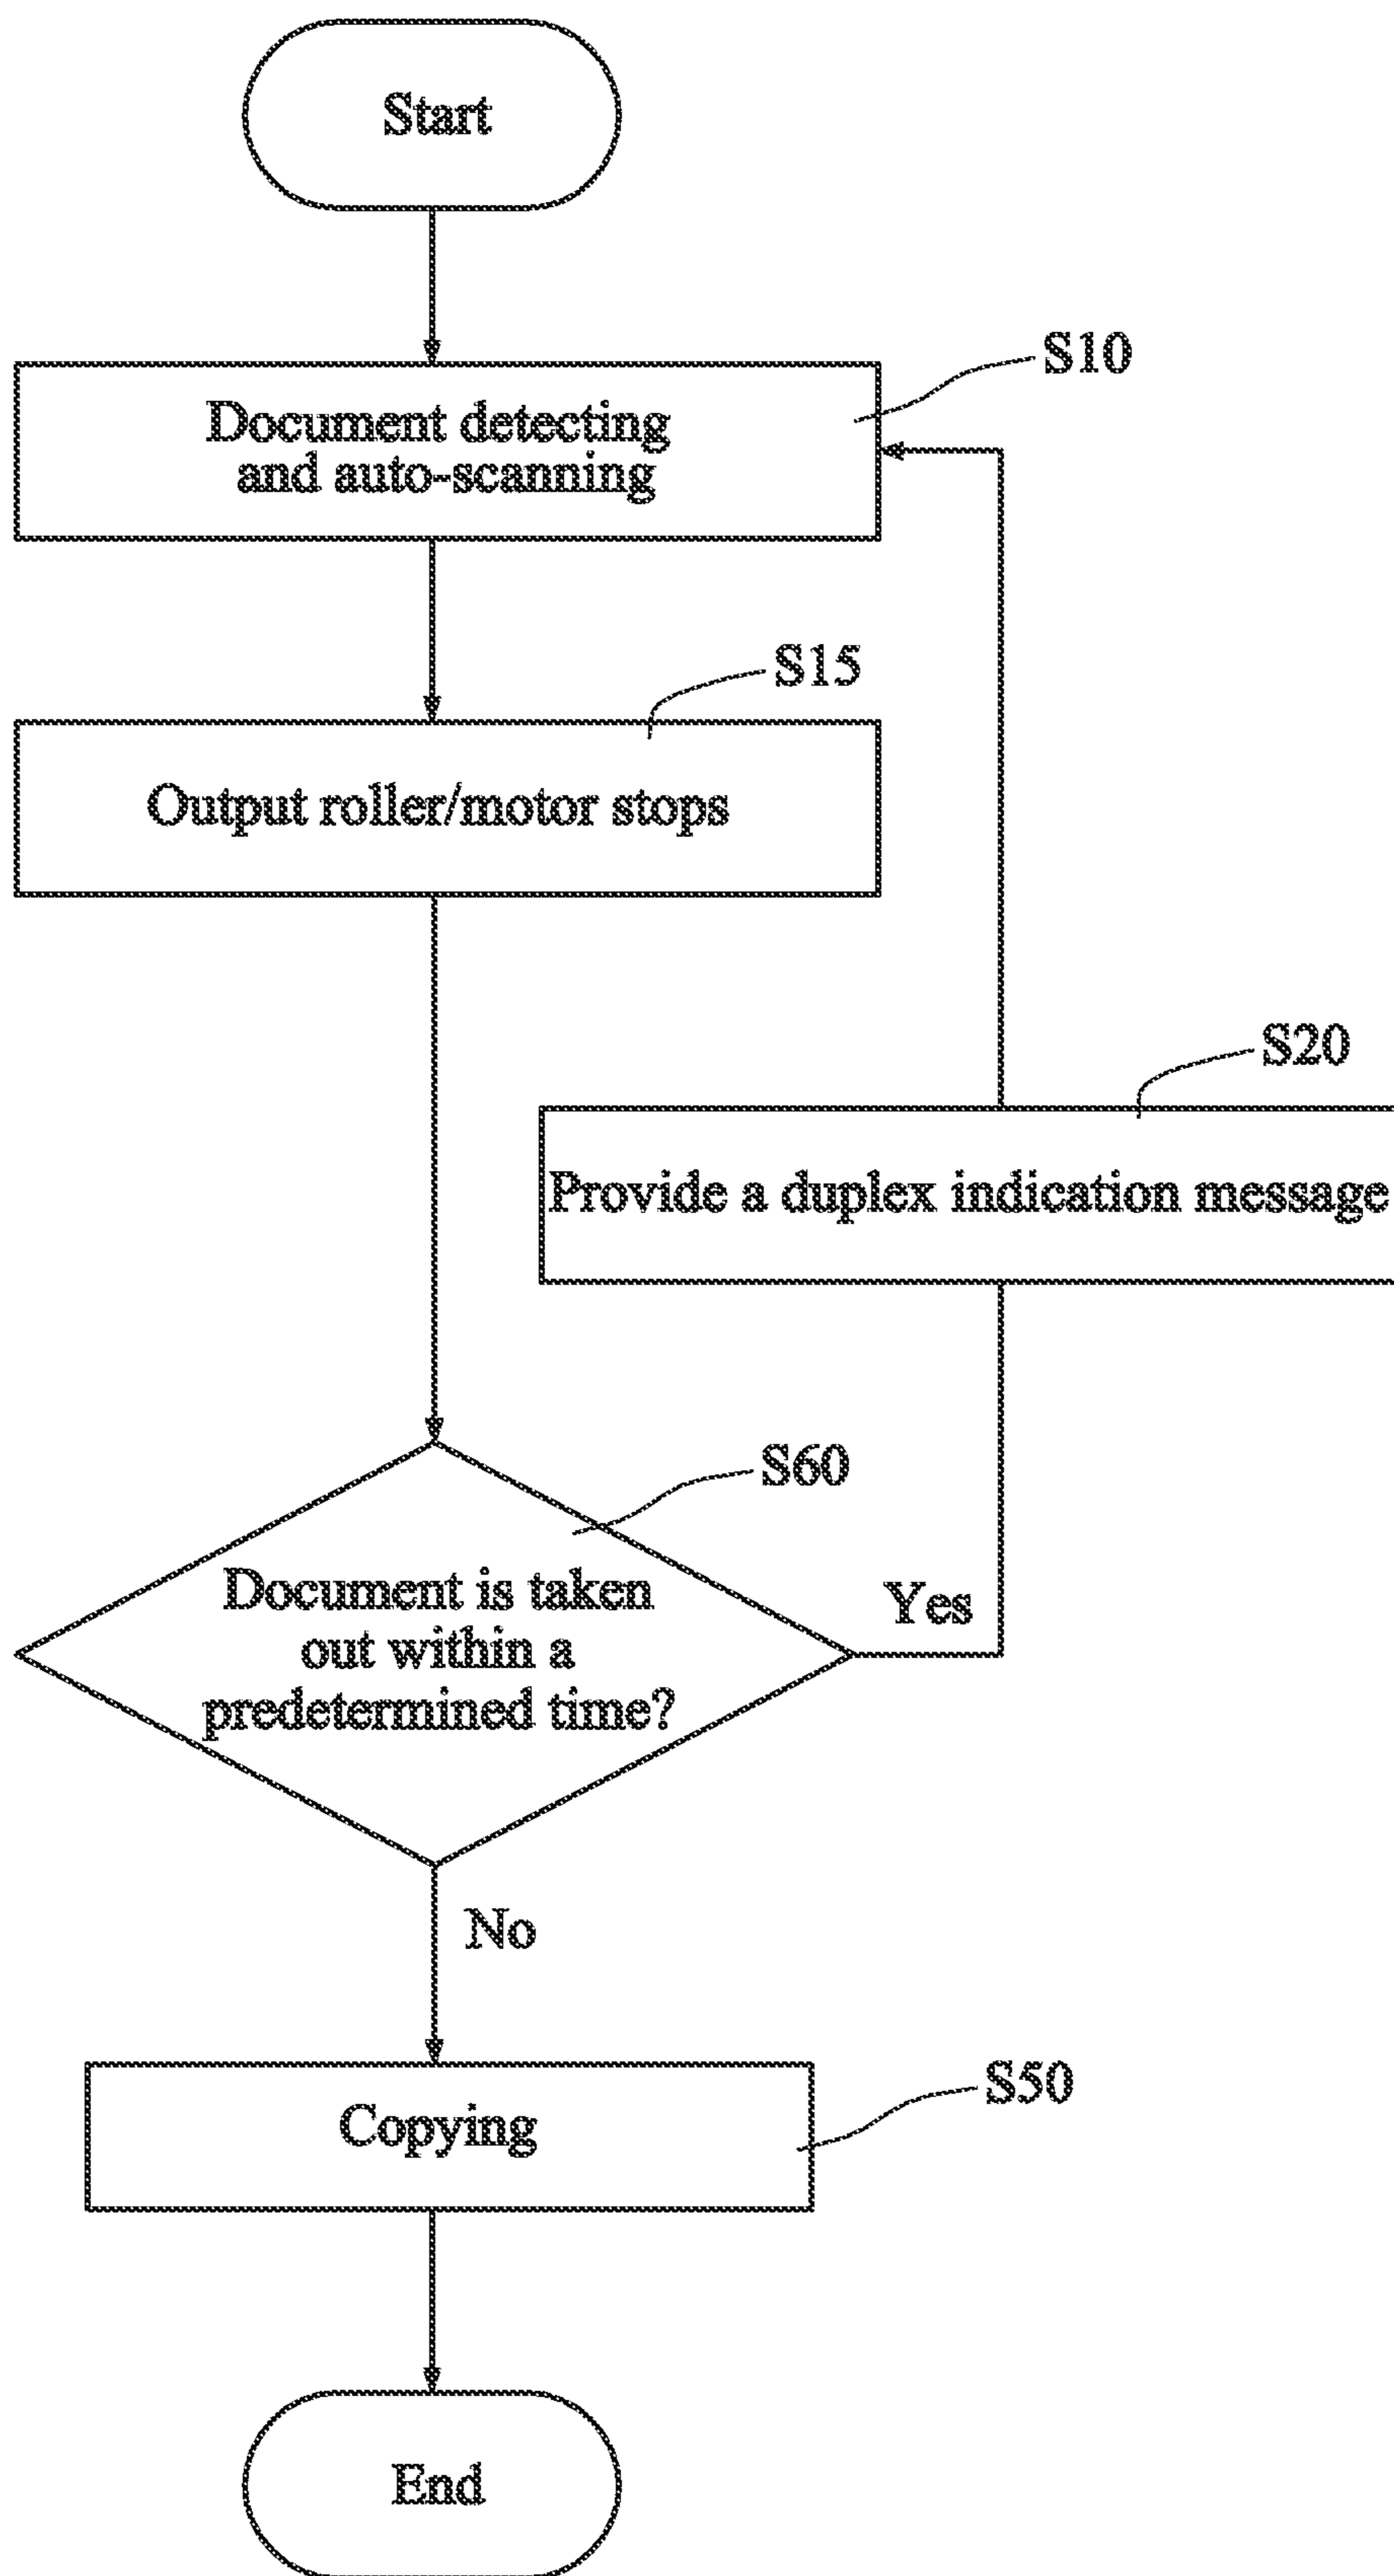 Start
S10
Document detecting
and auto-scanning
S15
Output roller/motor stops
S20
Provide a duplex indication message
S60
Document is taken
out within a
predetermined time?
Yes
No
S50
Copying
End